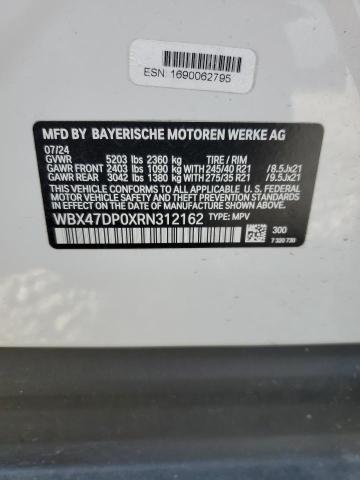 ESN: 1690062795
MFD BY BAYERISCHE MOTOREN WERKE AG
07/24
GVWR 5203 lbs 2360 kg TIRE / RIM
GAWR FRONT 2403 lbs 1090 kg WITH 245/40 R21 /8.5Jx21
GAWR REAR 3042 lbs 1380 kg WITH 275/35 R21 /9.5Jx21
THIS VEHICLE CONFORMS TO ALL APPLICABLE U.S. FEDERAL
MOTOR VEHICLE SAFETY STANDARDS IN EFFECT ON
THE DATE OF MANUFACTURE SHOWN ABOVE.
WBX47DP0XRN312162 TYPE: MPV
300
7 320 730